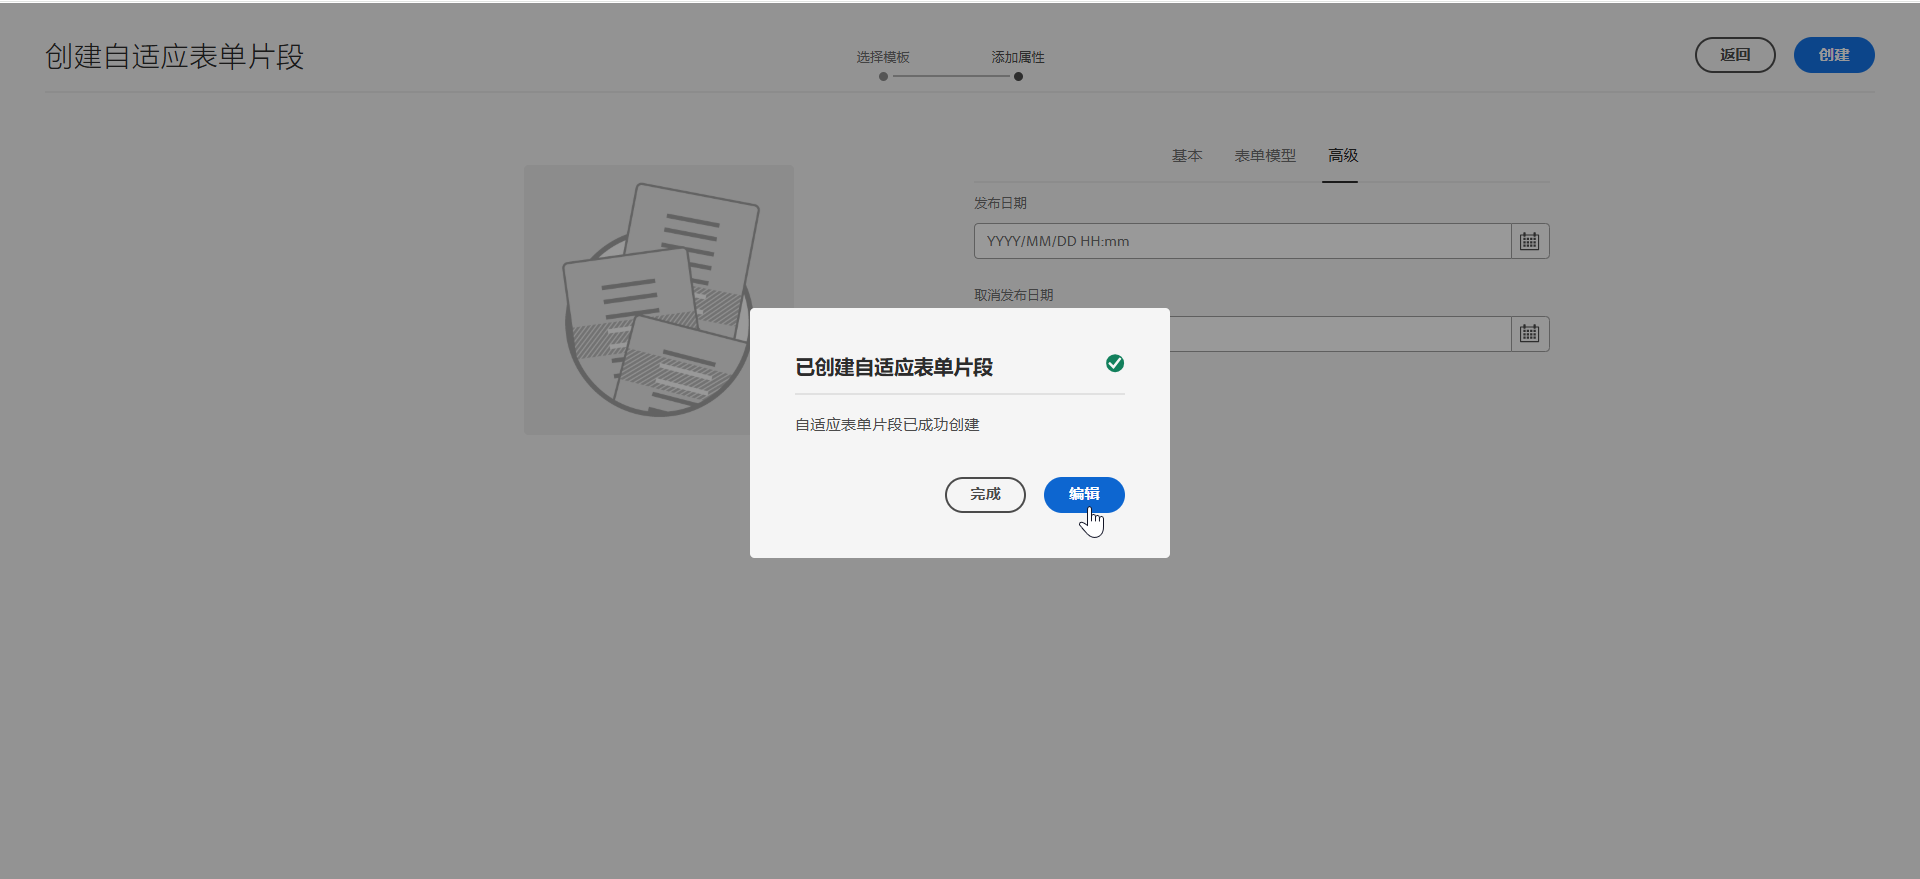 创建自适应表单片段
选择模板
添加属性
返回
创建
基本
表单模型
高级
发布日期
YYYY/MM/DD HH:mm
取消发布日期
已创建自适应表单片段
自适应表单片段已成功创建
完成
编辑